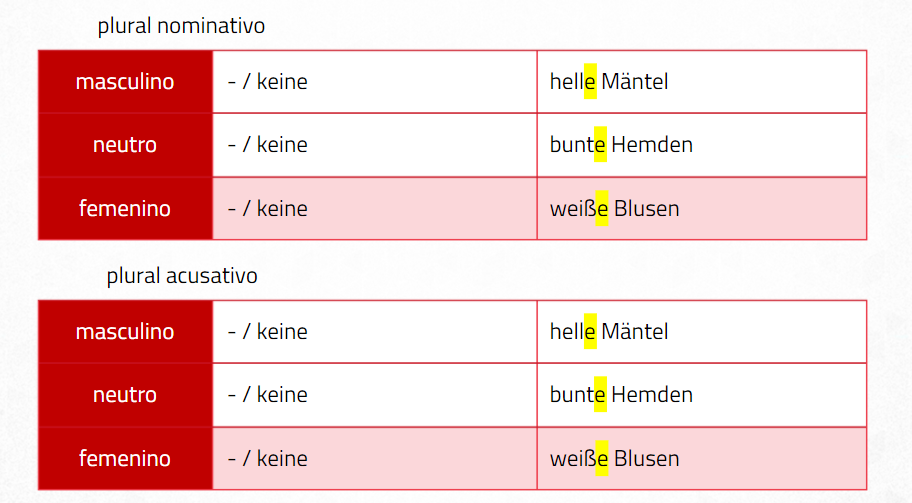 plural nominativo
masculino - / keine helle Mäntel
neutro - / keine bunte Hemden
femenino - / keine weiße Blusen
plural acusativo
masculino - / keine helle Mäntel
neutro - / keine bunte Hemden
femenino - / keine weiße Blusen